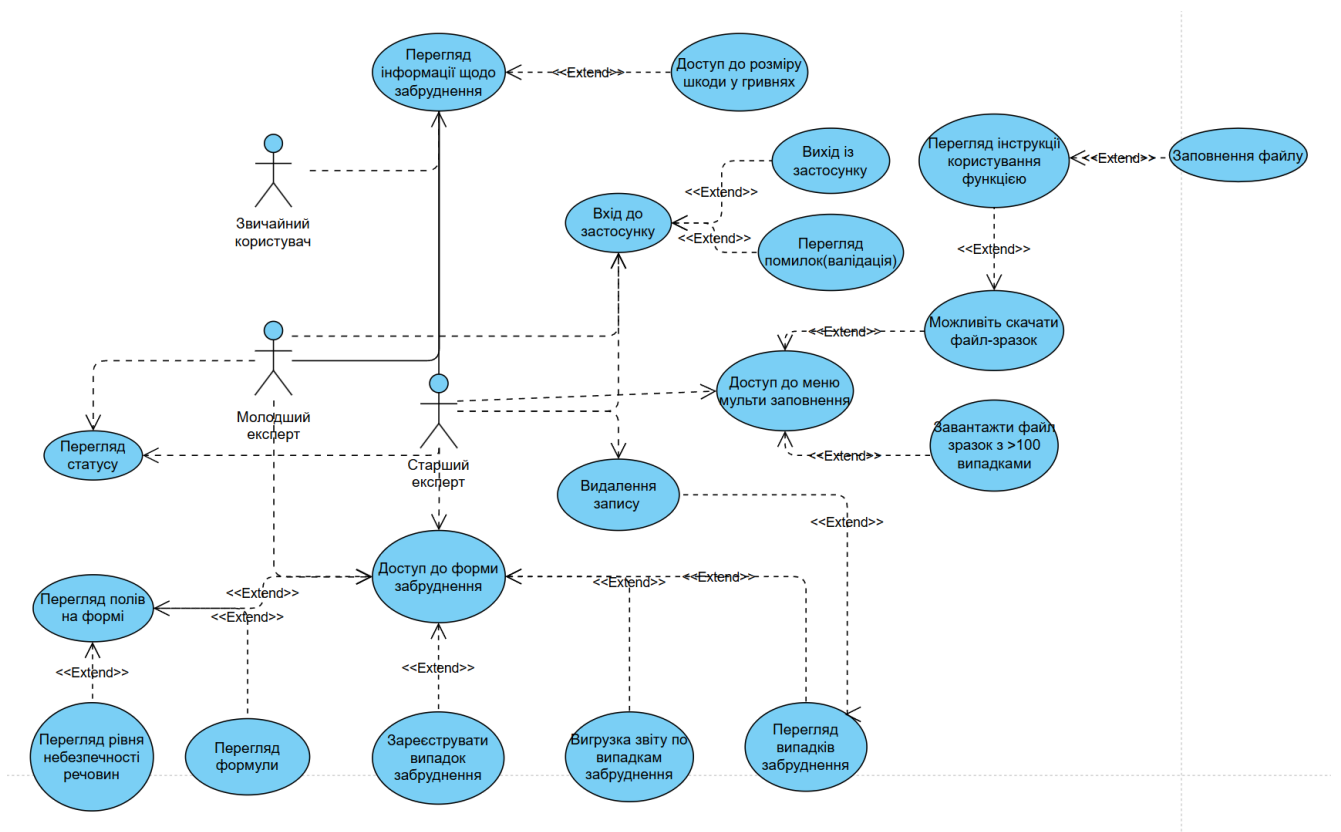 Перегляд
інформації щодо
забруднення
<<Extend>>
Доступ до розміру
шкоди у гривнях
Звичайний
користувач
Вхід до
застосунку
<<Extend>>
<<Extend>>
Вихід із
застосунку
Перегляд
помилок(валідація)
Перегляд інструкції
користування
функцією
<<Extend>>
Заповнення файлу
<<Extend>>
Можливіть скачати
файл-зразок
<<Extend>>
Доступ до меню
мульти заповнення
<<Extend>>
Завантажти файл
зразок з >100
випадками
Молодший
експерт
Старший
експерт
Перегляд
статусу
Видалення
запису
<<Extend>>
Доступ до форми
забруднення
<<Extend>>
<<Extend>>
<<Extend>>
<<Extend>>
Перегляд полів
на формі
<<Extend>>
<<Extend>>
Перегляд рівня
небезпечності
речовин
Перегляд
формули
Зареєструвати
випадок
забруднення
Вигрузка звіту по
випадкам
забруднення
Перегляд
випадків
забруднення